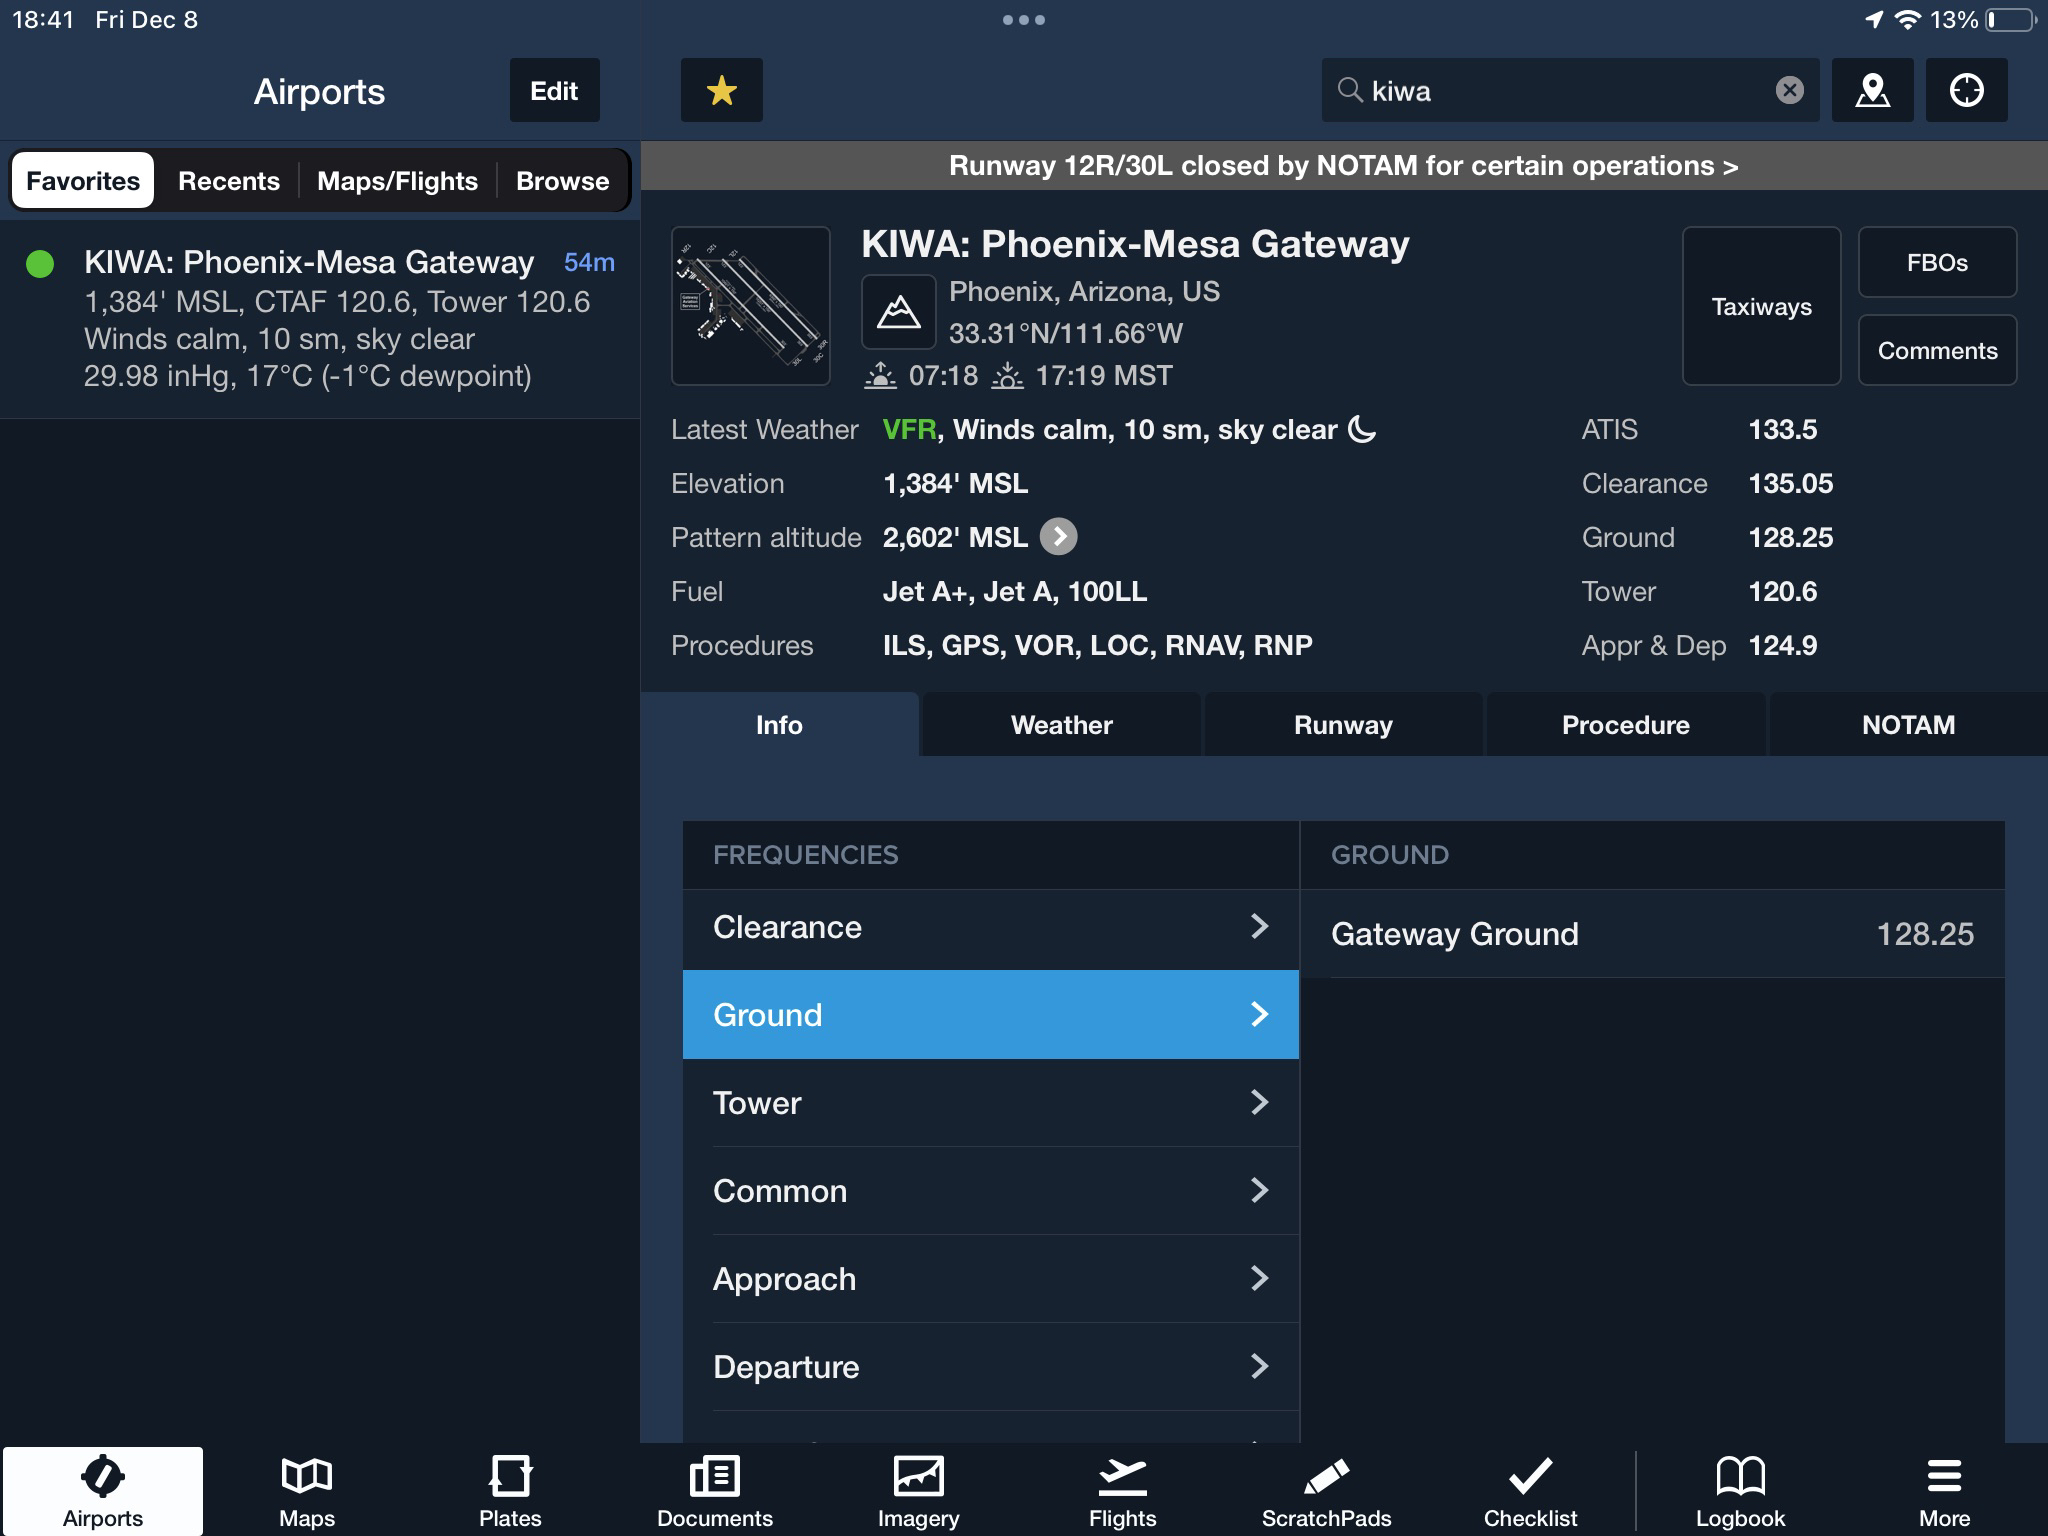 18:41 Fri Dec 8
13%
Airports
Edit
kiwa
Favorites Recents Maps/Flights Browse
KIWA: Phoenix-Mesa Gateway 54m
1,384' MSL, CTAF 120.6, Tower 120.6
Winds calm, 10 sm, sky clear
29.98 inHg, 17°C (-1°C dewpoint)
Runway 12R/30L closed by NOTAM for certain operations >
KIWA: Phoenix-Mesa Gateway
Phoenix, Arizona, US
33.31°N/111.66°W
07:18 17:19 MST
Taxiways
FBOs
Comments
Latest Weather VFR, Winds calm, 10 sm, sky clear
Elevation 1,384' MSL
Pattern altitude 2,602' MSL
Fuel Jet A+, Jet A, 100LL
Procedures ILS, GPS, VOR, LOC, RNAV, RNP
ATIS 133.5
Clearance 135.05
Ground 128.25
Tower 120.6
Appr & Dep 124.9
Info Weather Runway Procedure NOTAM
FREQUENCIES
Clearance
Ground
Tower
Common
Approach
Departure
GROUND
Gateway Ground 128.25
Airports Maps Plates Documents Imagery Flights ScratchPads Checklist Logbook More